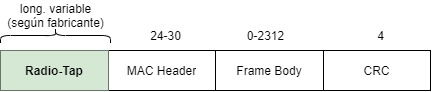 long. variable
(según fabricante)
24-30
0-2312
4
Radio-Tap
MAC Header
Frame Body
CRC